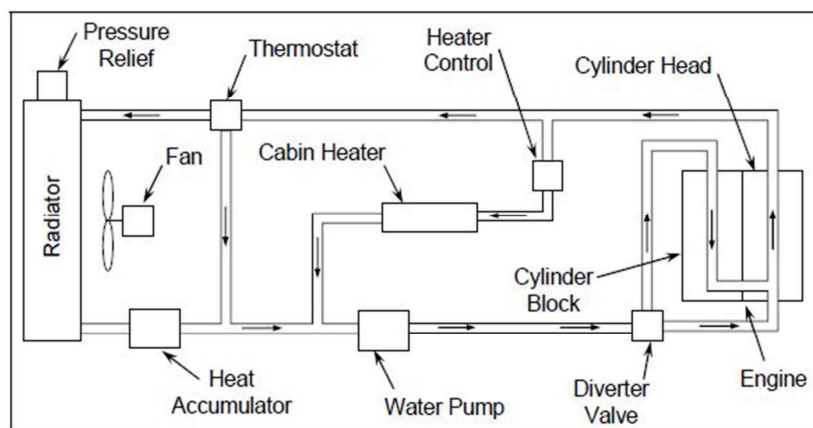 Pressure
Relief
Thermostat
Heater
Control
Cylinder Head
Fan
Cabin Heater
Radiator
Cylinder
Block
Heat
Accumulator
Water Pump
Diverter
Valve
Engine